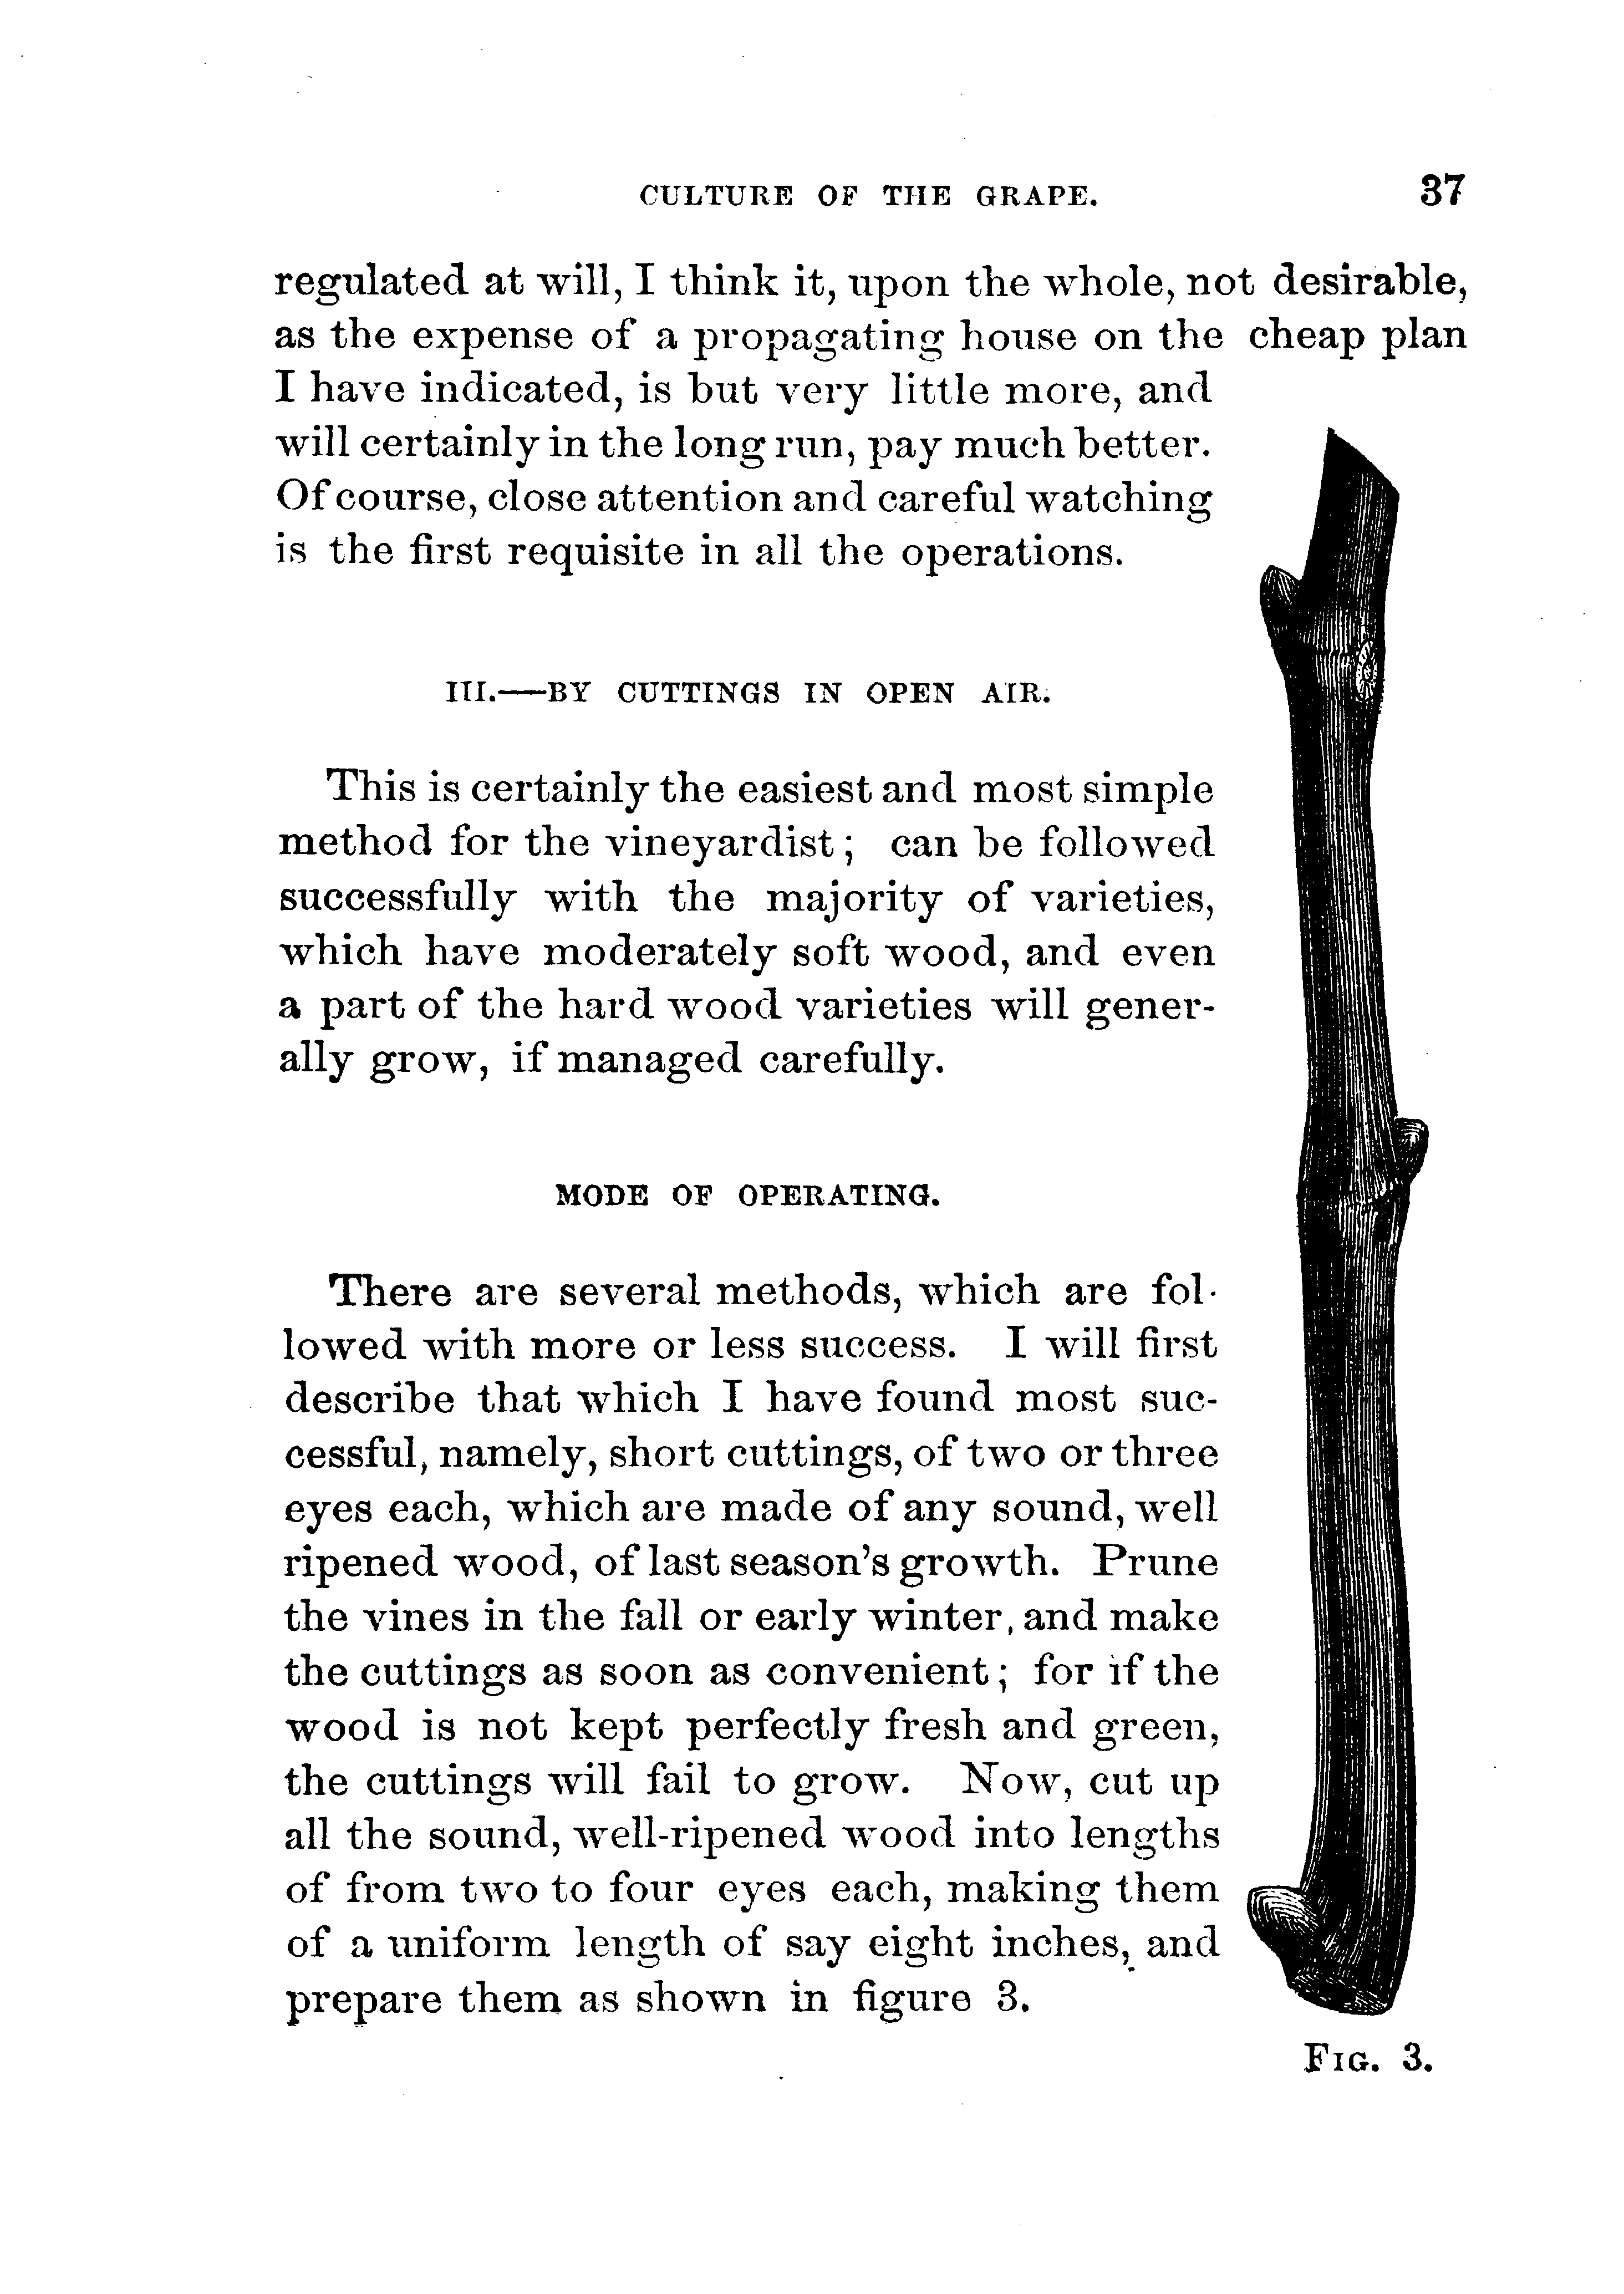 CULTURE OF THE GRAPE. 37
regulated at will, I think it, upon the whole, not desirable,
as the expense of a propagating house on the cheap plan
I have indicated, is but very little more, and
will certainly in the long run, pay much better.
Of course, close attention and careful watching
is the first requisite in all the operations.
III.—BY CUTTINGS IN OPEN AIR.
This is certainly the easiest and most simple
method for the vineyardist; can be followed
successfully with the majority of varieties,
which have moderately soft wood, and even
a part of the hard wood varieties will gener-
ally grow, if managed carefully.
MODE OF OPERATING.
There are several methods, which are fol-
lowed with more or less success. I will first
describe that which I have found most suc-
cessful, namely, short cuttings, of two or three
eyes each, which are made of any sound, well
ripened wood, of last season's growth. Prune
the vines in the fall or early winter, and make
the cuttings as soon as convenient; for if the
wood is not kept perfectly fresh and green,
the cuttings will fail to grow. Now, cut up
all the sound, well-ripened wood into lengths
of from two to four eyes each, making them
of a uniform length of say eight inches, and
prepare them as shown in figure 3.
FIG. 3.